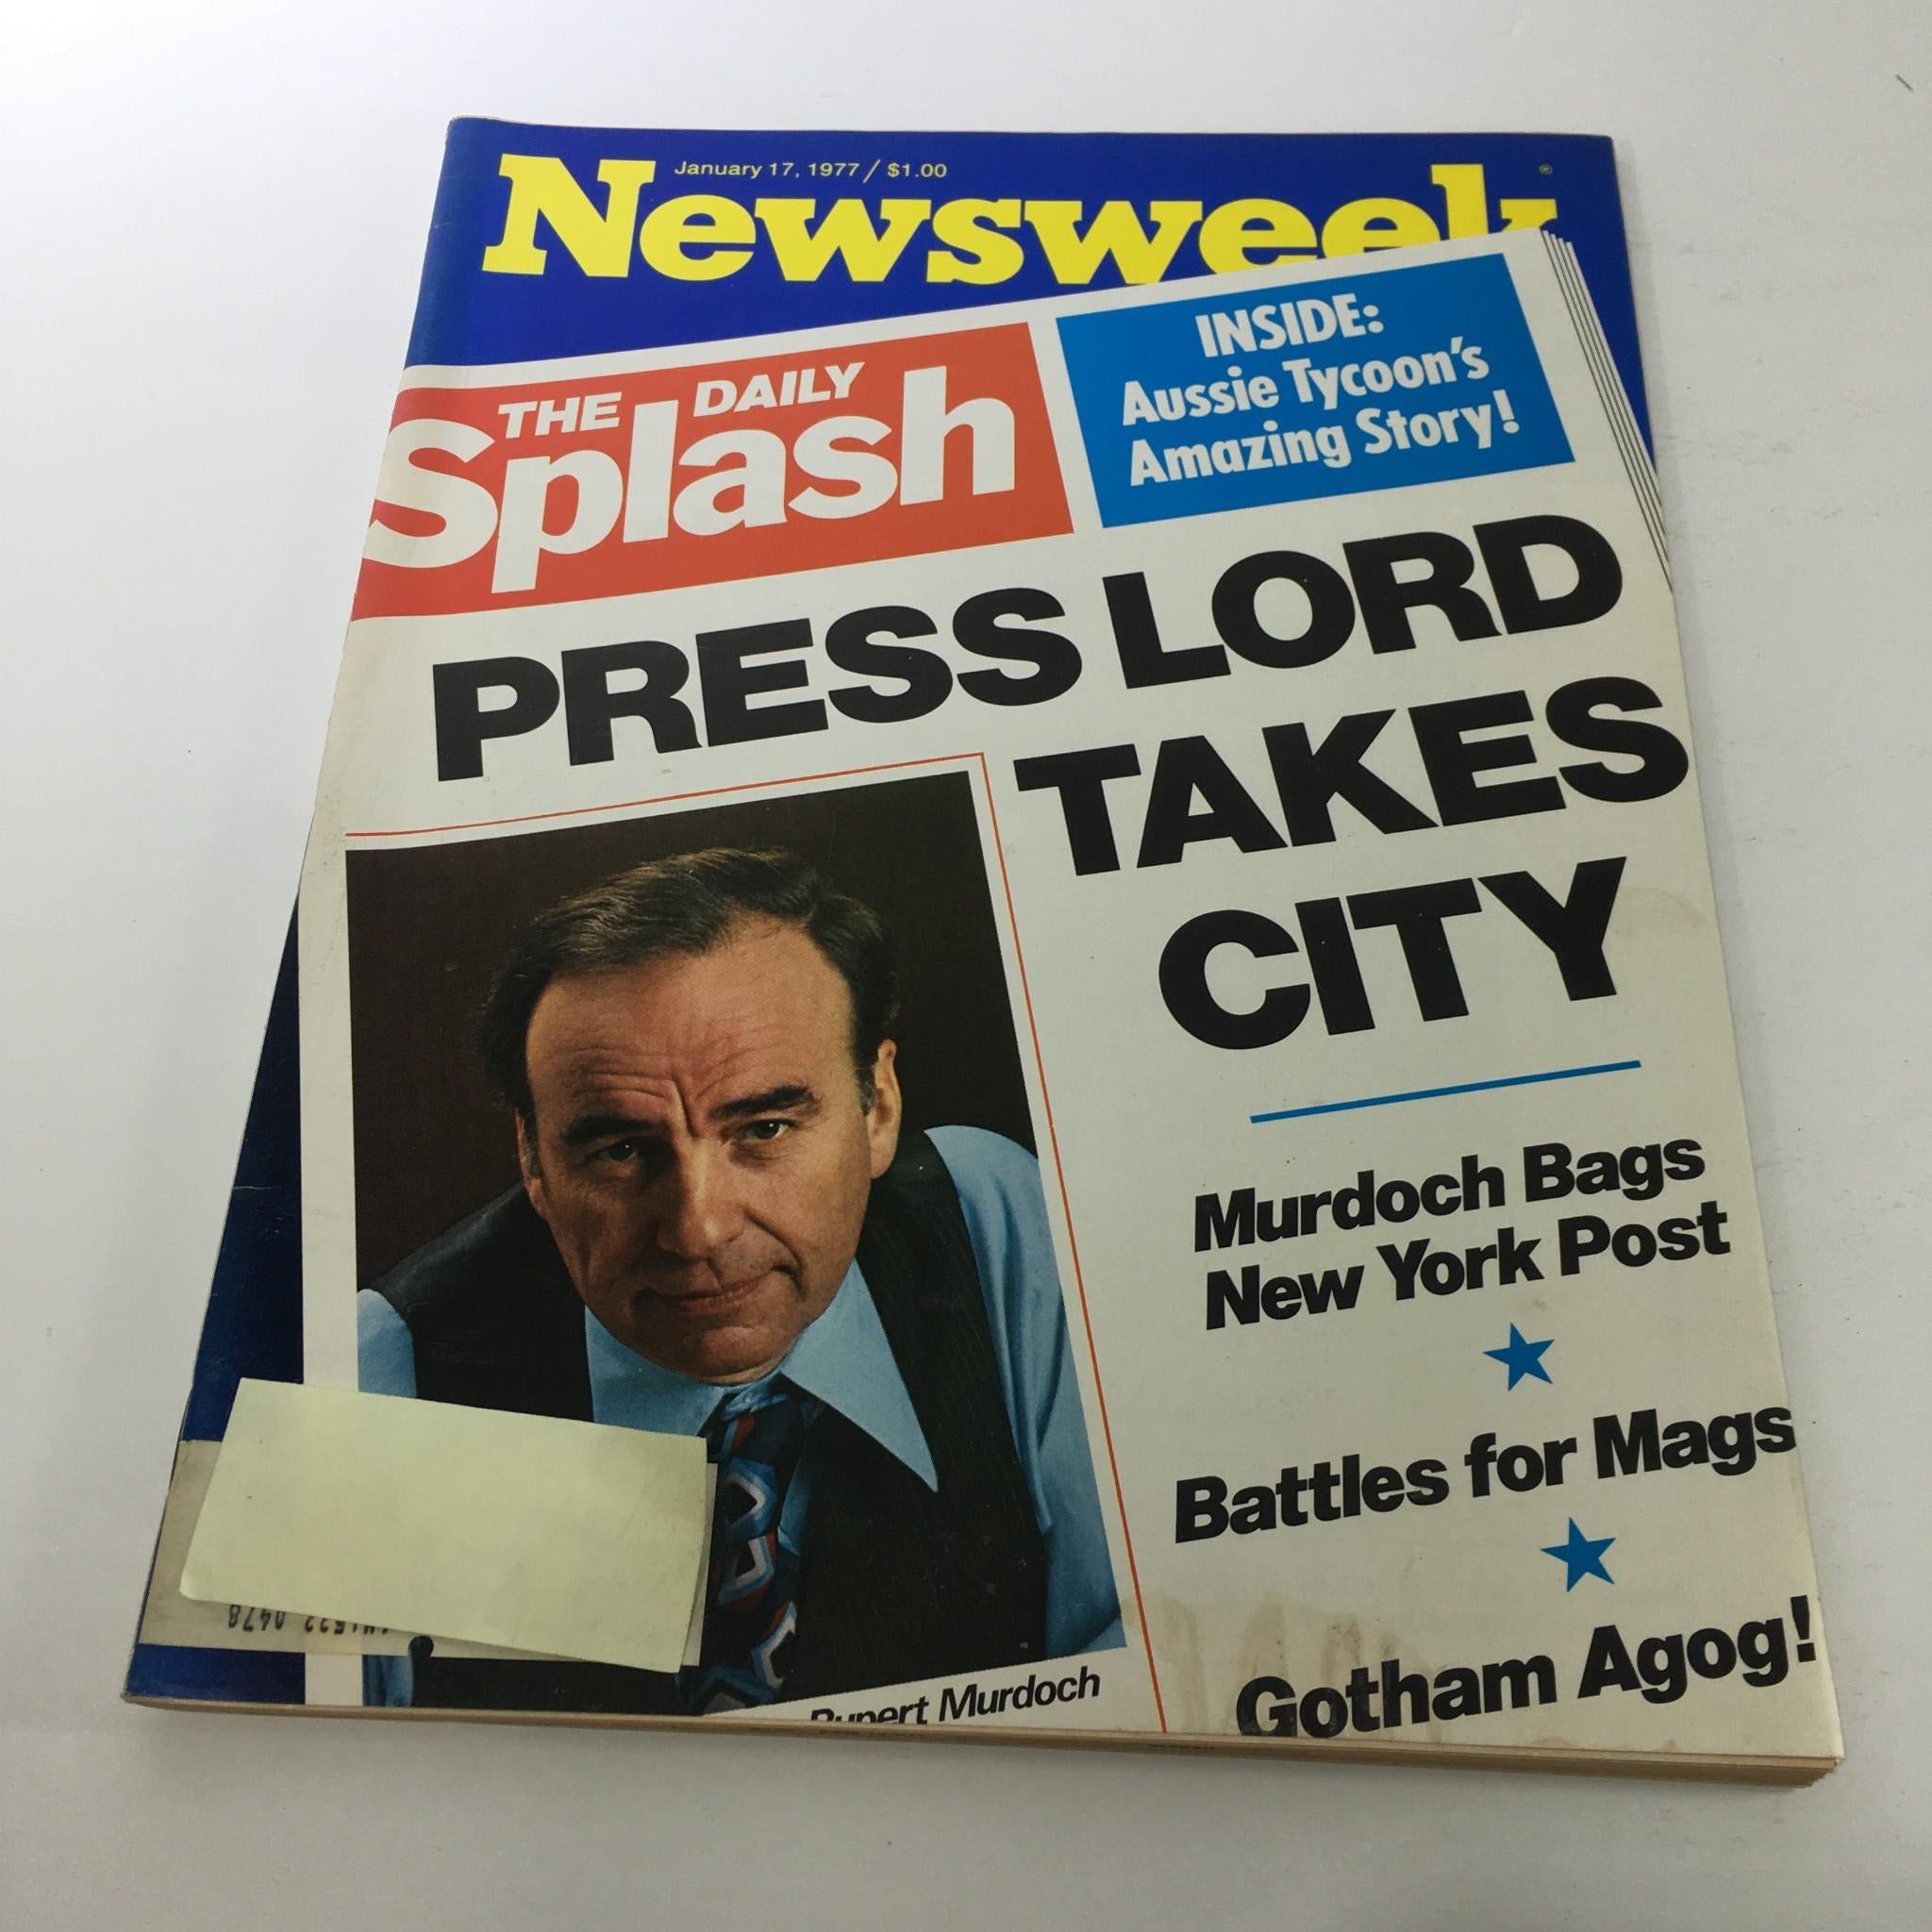 January 17, 1977 / $1.00
Newsweek ®
THE DAILY
Splash
INSIDE:
Aussie Tycoon's
Amazing Story!
PRESS LORD
TAKES
CITY
Murdoch Bags
New York Post
Battles for Mags
Gotham Agog!
Rupert Murdoch
0478